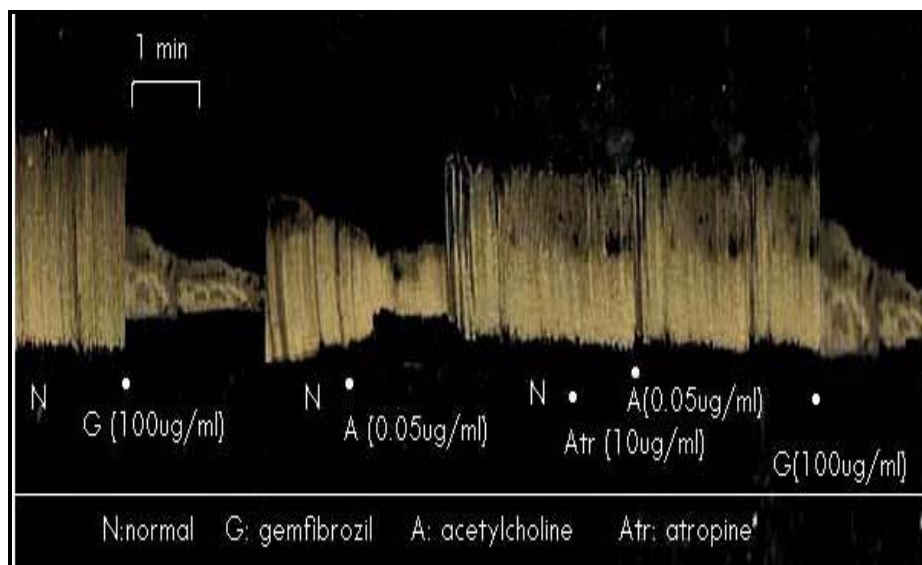 1 min
N
G (100ug/ml)
N
A (0.05ug/ml)
N
Atr (10ug/ml)
A(0.05ug/ml)
G(100ug/ml)
N:normal G: gemfibrozil A: acetylcholine Atr: atropine